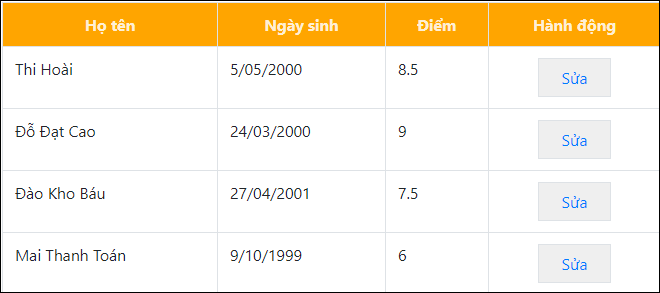 Họ tên Ngày sinh Điểm Hành động
Thi Hoài 5/05/2000 8.5 Sửa
Đỗ Đạt Cao 24/03/2000 9 Sửa
Đào Kho Báu 27/04/2001 7.5 Sửa
Mai Thanh Toán 9/10/1999 6 Sửa